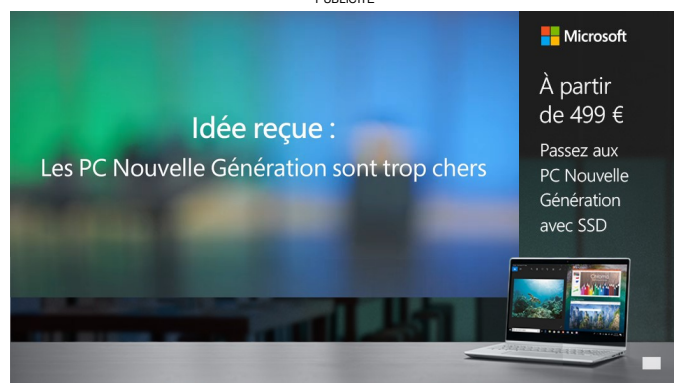 PUBLICITÉ
Idée reçue :
Les PC Nouvelle Génération sont trop chers
Microsoft
À partir
de 499 €
Passez aux
PC Nouvelle
Génération
avec SSD